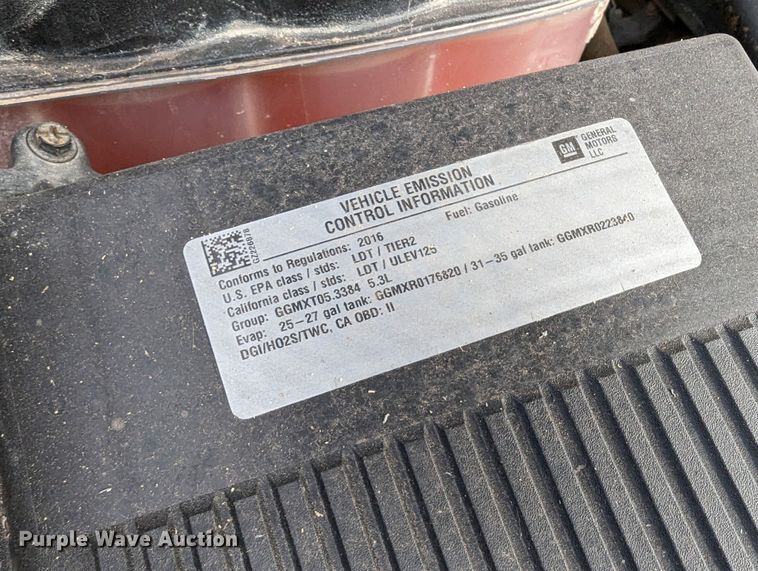 GM
GENERAL
MOTORS
LLC
VEHICLE EMISSION
CONTROL INFORMATION
Conforms to Regulations: 2016 Fuel: Gasoline
U.S. EPA class / stds: LDT / TIER2
California class / stds: LDT / ULEV125
Group: GGMXT05.3384 5.3L
Evap: 25-27 gal tank: GGMXR0176820 / 31-35 gal tank: GGMXR0223840
DGI/HO2S/TWC, CA OBD: II
Purple Wave Auction